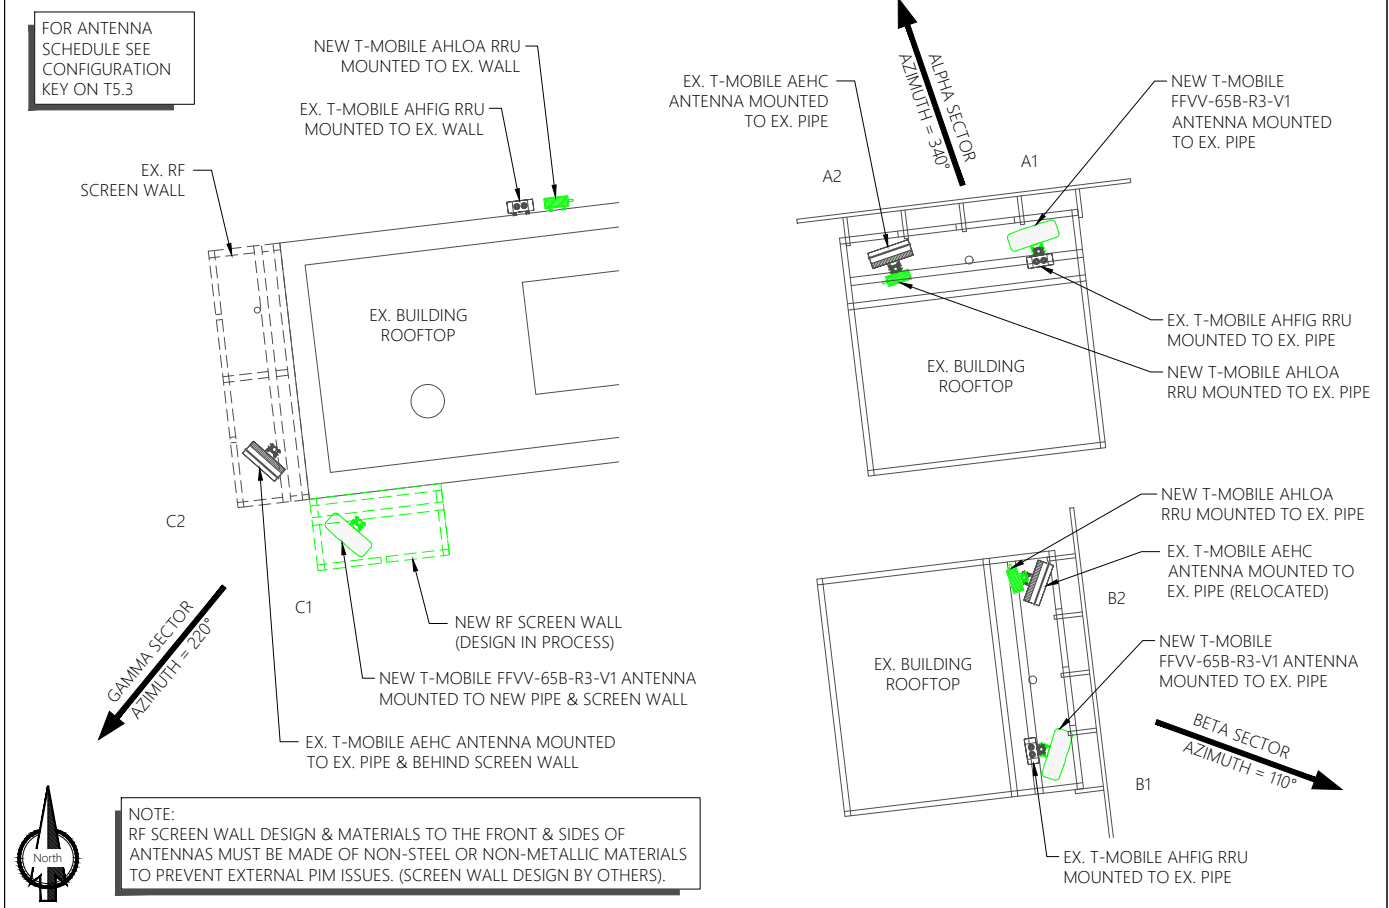 FOR ANTENNA
SCHEDULE SEE
CONFIGURATION
KEY ON T5.3
NEW T-MOBILE AHLOA RRU
MOUNTED TO EX. WALL
EX. T-MOBILE AHFIG RRU
MOUNTED TO EX. WALL
EX. RF
SCREEN WALL
EX. BUILDING
ROOFTOP
C2
C1
GAMMA SECTOR
AZIMUTH = 220°
NEW RF SCREEN WALL
(DESIGN IN PROCESS)
NEW T-MOBILE FFVV-65B-R3-V1 ANTENNA
MOUNTED TO NEW PIPE & SCREEN WALL
EX. T-MOBILE AEHC ANTENNA MOUNTED
TO EX. PIPE & BEHIND SCREEN WALL
EX. T-MOBILE AEHC
ANTENNA MOUNTED
TO EX. PIPE
ALPHA SECTOR
AZIMUTH = 340°
NEW T-MOBILE
FFVV-65B-R3-V1
ANTENNA MOUNTED
TO EX. PIPE
A2
A1
EX. T-MOBILE AHFIG RRU
MOUNTED TO EX. PIPE
NEW T-MOBILE AHLOA
RRU MOUNTED TO EX. PIPE
EX. BUILDING
ROOFTOP
NEW T-MOBILE AHLOA
RRU MOUNTED TO EX. PIPE
EX. T-MOBILE AEHC
ANTENNA MOUNTED TO
EX. PIPE (RELOCATED)
B2
NEW T-MOBILE
FFVV-65B-R3-V1 ANTENNA
MOUNTED TO EX. PIPE
EX. BUILDING
ROOFTOP
BETA SECTOR
AZIMUTH = 110°
B1
EX. T-MOBILE AHFIG RRU
MOUNTED TO EX. PIPE
North
NOTE:
RF SCREEN WALL DESIGN & MATERIALS TO THE FRONT & SIDES OF
ANTENNAS MUST BE MADE OF NON-STEEL OR NON-METALLIC MATERIALS
TO PREVENT EXTERNAL PIM ISSUES. (SCREEN WALL DESIGN BY OTHERS).